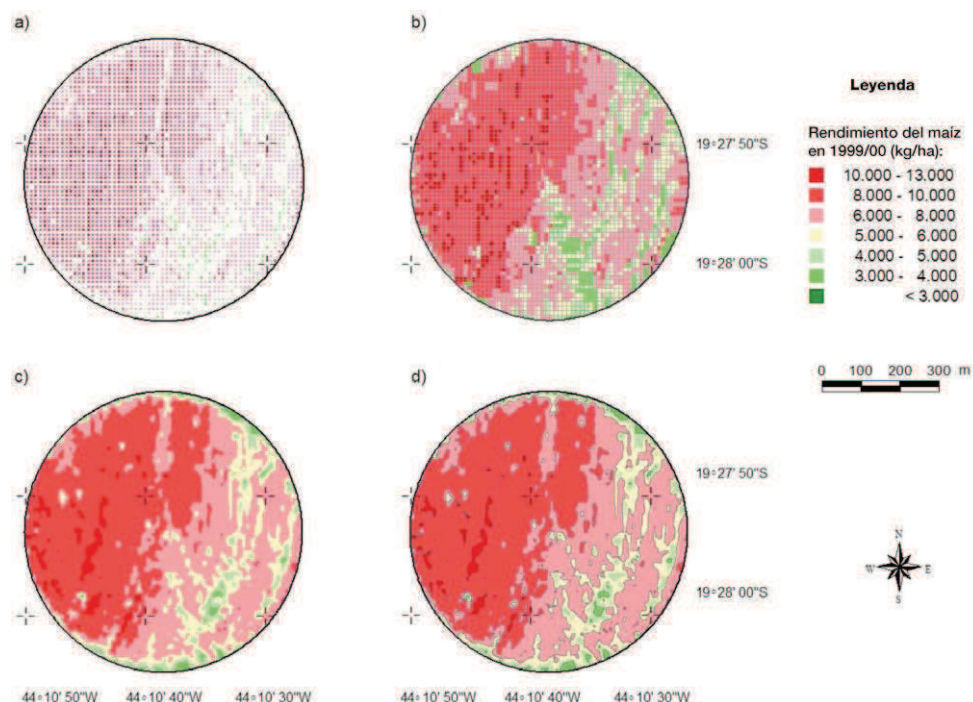 a)
b)
Leyenda
Rendimiento del maíz
en 1999/00 (kg/ha):
10.000 - 13.000
8.000 - 10.000
6.000 - 8.000
5.000 - 6.000
4.000 - 5.000
3.000 - 4.000
< 3.000
19°27'50"S
19°28'00"S
c)
d)
0 100 200 300 m
19°27'50"S
19°28'00"S
N
W E
S
44°10'50"W 44°10'40"W 44°10'30"W
44°10'50"W 44°10'40"W 44°10'30"W